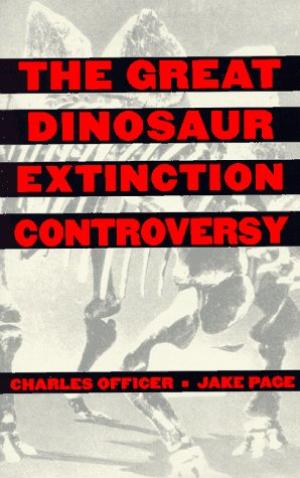 THE GREAT
DINOSAUR
EXTINCTION
CONTROVERSY
CHARLES OFFICER ▪ JAKE PAGE